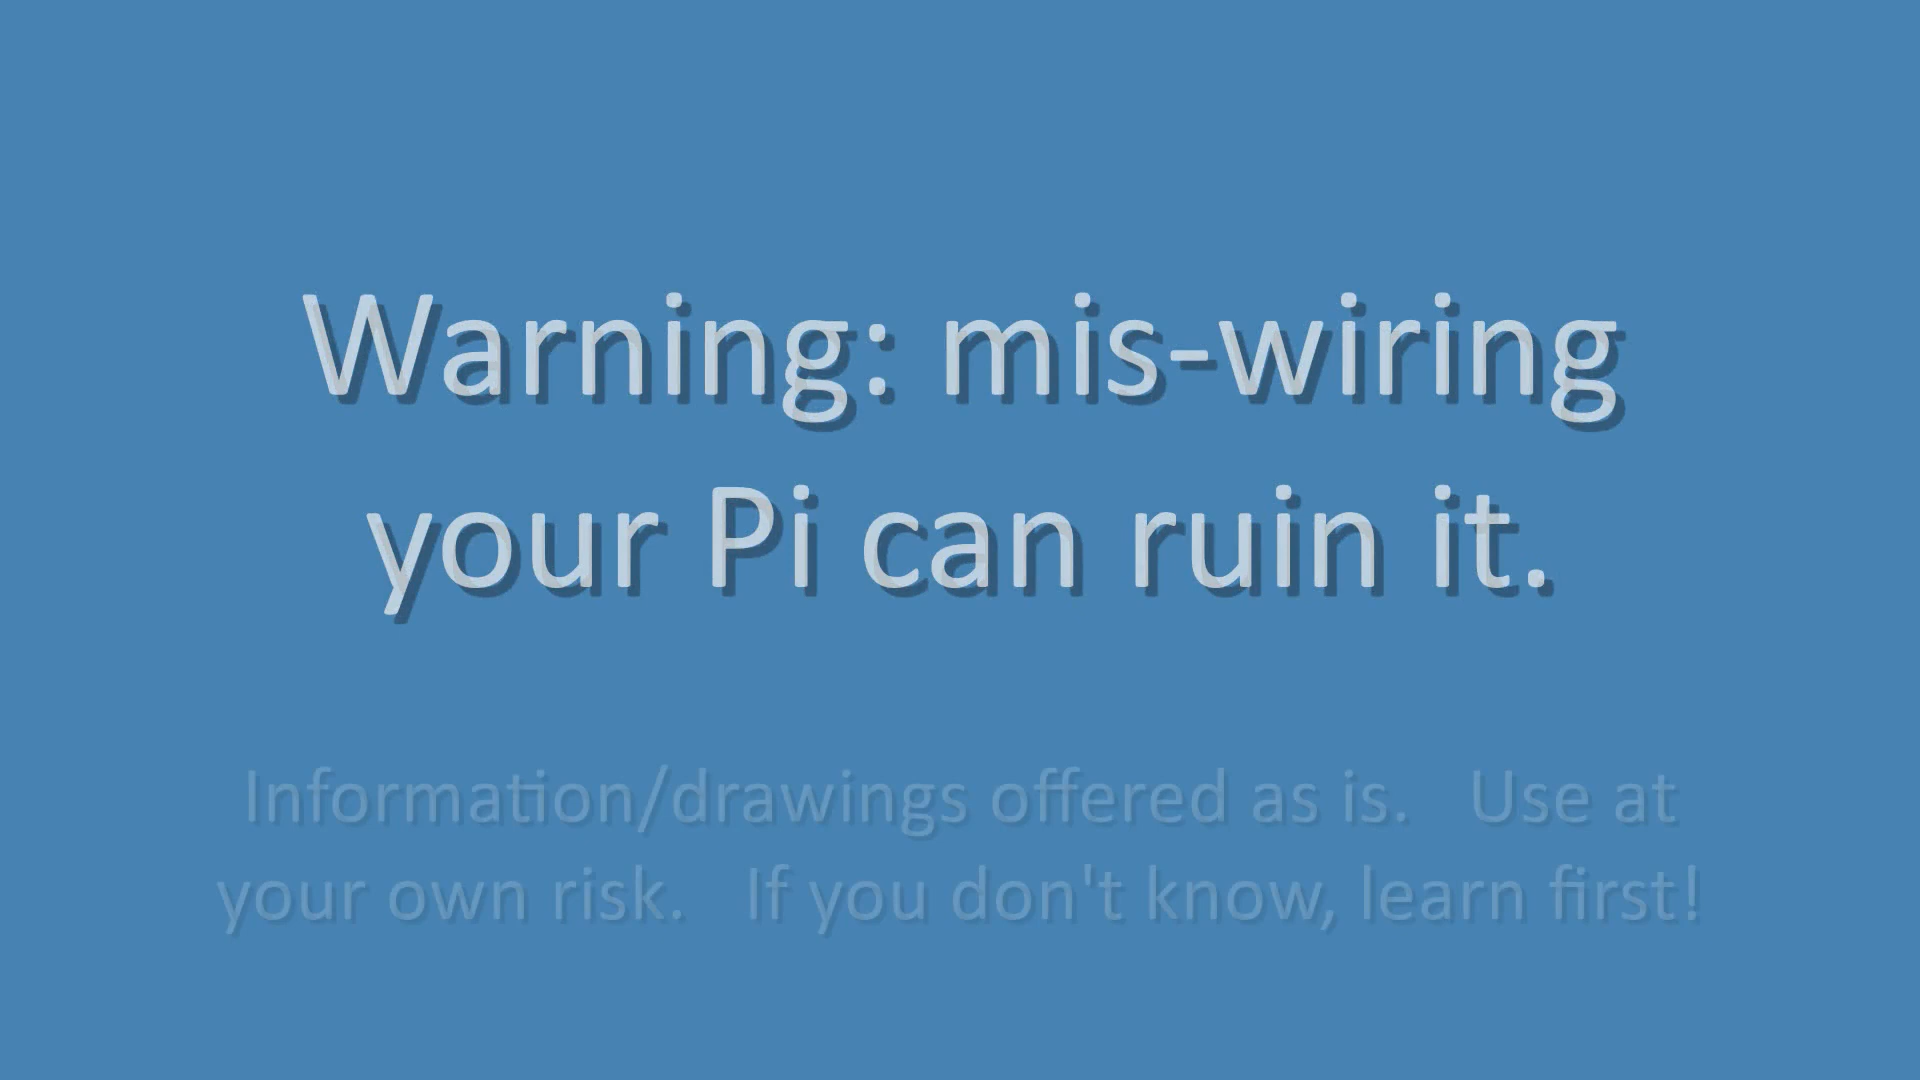 Warning: mis-wiring
your Pi can ruin it.
Information/drawings offered as is. Use at
your own risk. If you don't know, learn first!